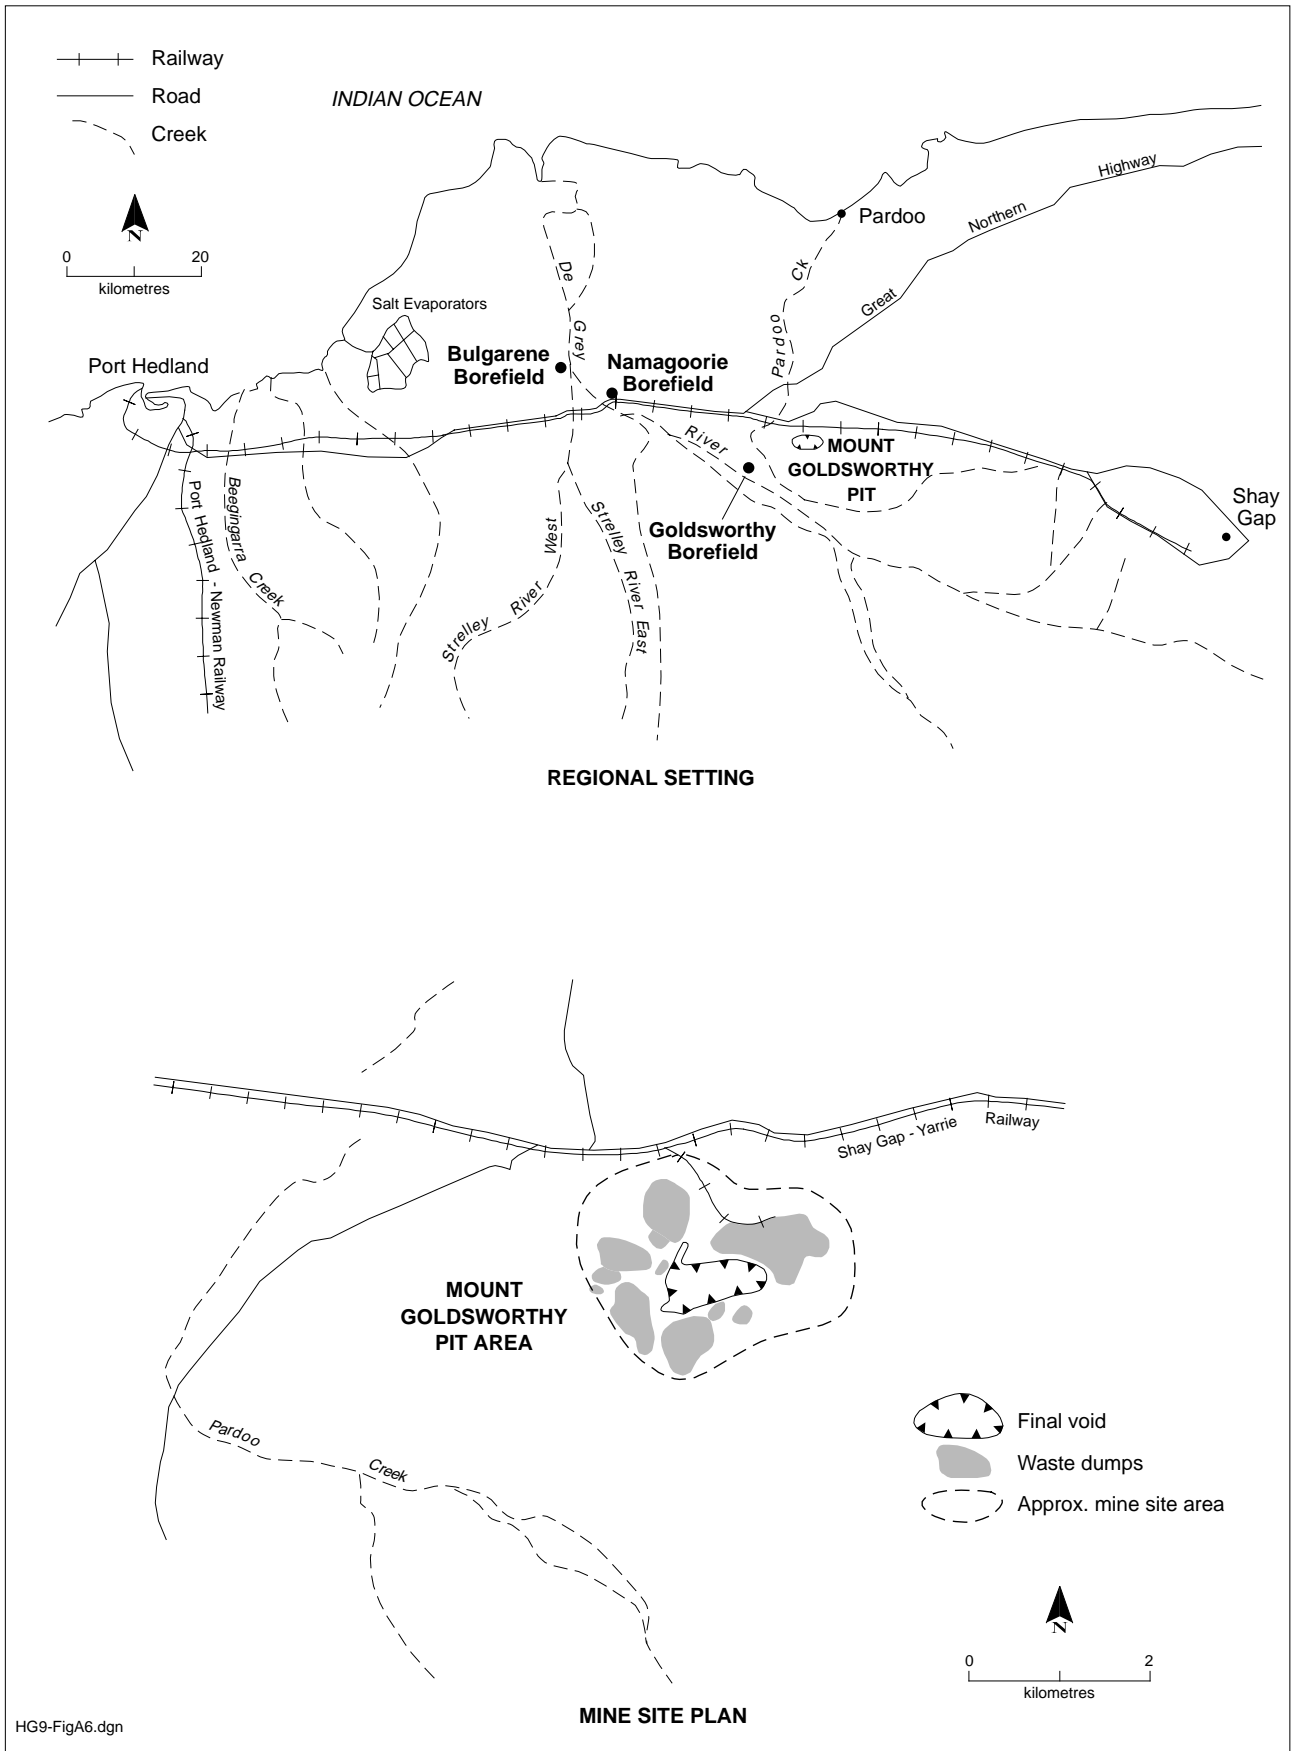 Railway
Road
Creek
INDIAN OCEAN
N
0 20
kilometres
Highway
Northern
Great
Pardoo
Pardoo Ck
De Grey
River
Salt Evaporators
Port Hedland
Bulgarene
Borefield
Namagoorie
Borefield
MOUNT
GOLDSWORTHY
PIT
Shay
Gap
Goldsworthy
Borefield
Port Hedland - Newman Railway
Beegingarra Creek
Strelley River West
Strelley River East
REGIONAL SETTING
Shay Gap - Yarrie Railway
MOUNT
GOLDSWORTHY
PIT AREA
Pardoo Creek
Final void
Waste dumps
Approx. mine site area
N
0 2
kilometres
MINE SITE PLAN
HG9-FigA6.dgn